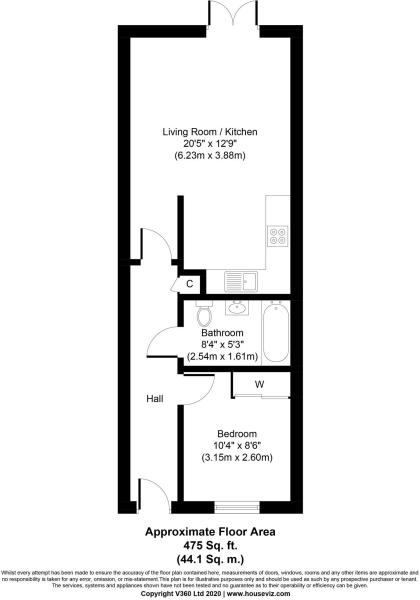 Living Room / Kitchen
20'5" x 12'9"
(6.23m x 3.88m)
C
Bathroom
8'4" x 5'3"
(2.54m x 1.61m)
W
Hall
Bedroom
10'4" x 8'6"
(3.15m x 2.60m)
Approximate Floor Area
475 Sq. ft.
(44.1 Sq. m.)
Whilst every attempt has been made to ensure the accuracy of the floor plan contained here, measurements of doors, windows, rooms and any other items are approximate and
no responsibility is taken for any error, omission, or mis-statement.This plan is for illustrative purposes only and should be used as such by any prospective purchaser or tenant.
The services, systems and appliances shown have not been tested and no guarantee as to their operability or efficiency can be given.
Copyright V360 Ltd 2020 | www.houseviz.com